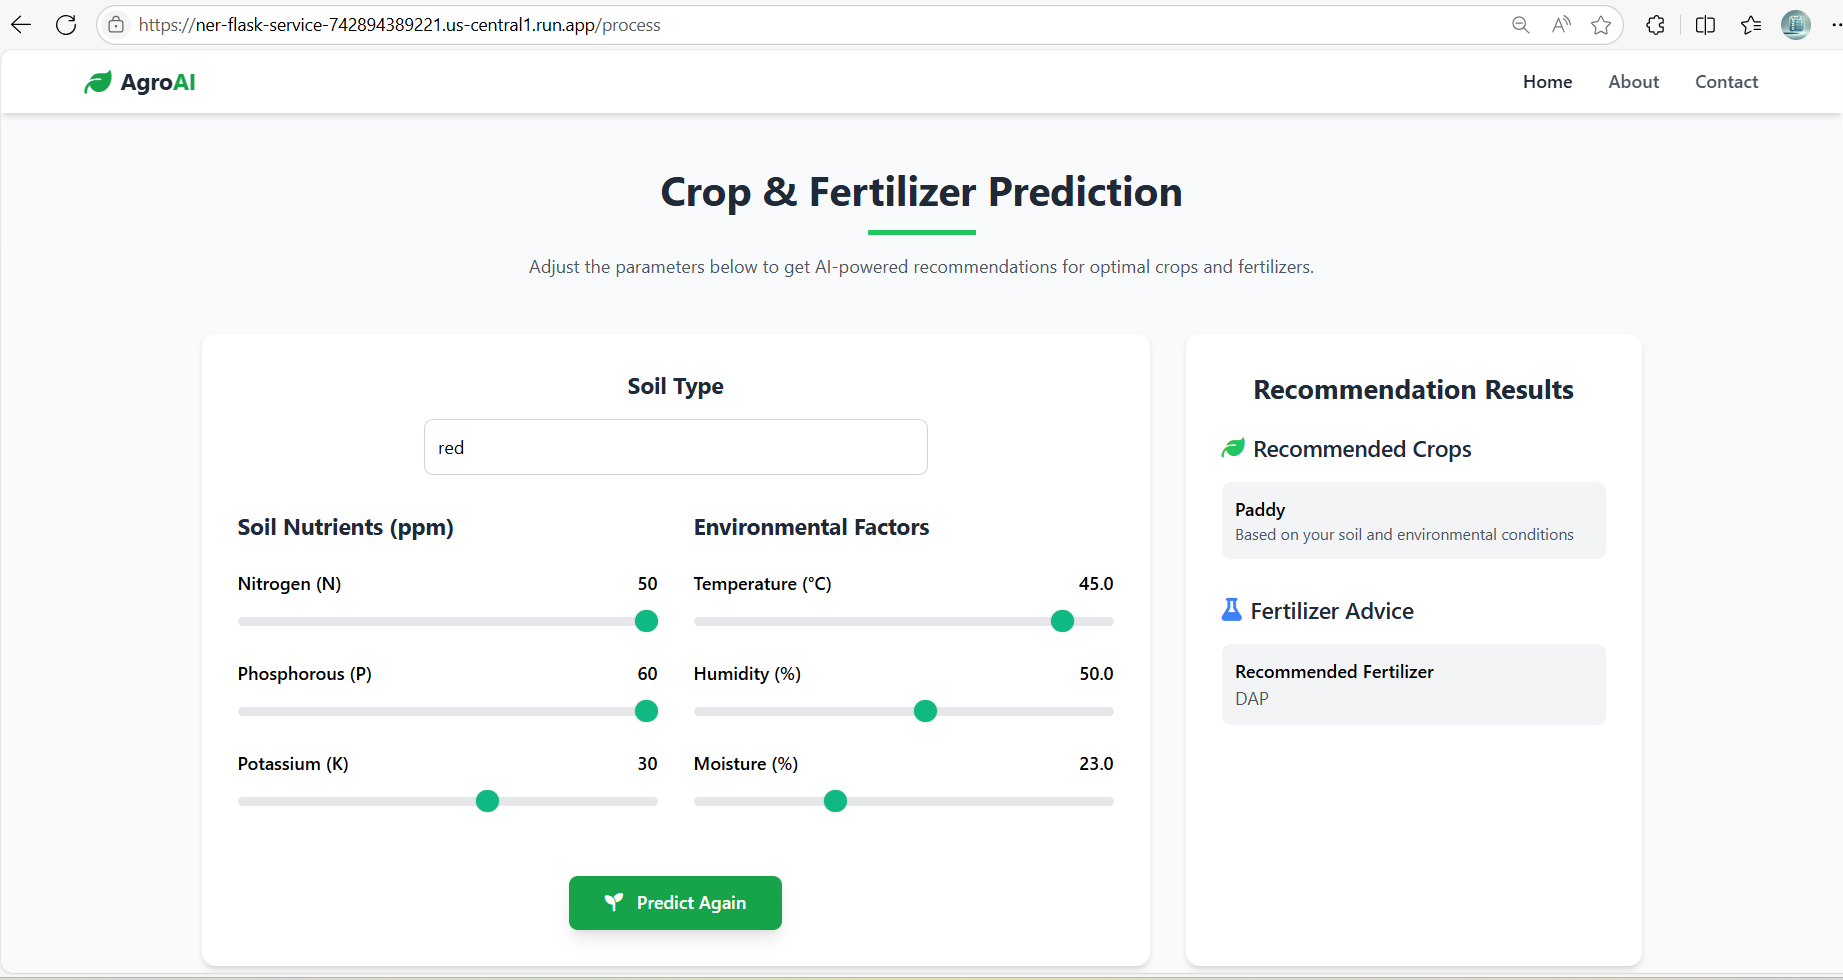 https://ner-flask-service-742894389221.us-central1.run.app/process
AgroAI
Home About Contact
Crop & Fertilizer Prediction
Adjust the parameters below to get AI-powered recommendations for optimal crops and fertilizers.
Soil Type
red
Soil Nutrients (ppm)
Nitrogen (N) 50
Phosphorous (P) 60
Potassium (K) 30
Environmental Factors
Temperature (°C) 45.0
Humidity (%) 50.0
Moisture (%) 23.0
Predict Again
Recommendation Results
Recommended Crops
Paddy
Based on your soil and environmental conditions
Fertilizer Advice
Recommended Fertilizer
DAP